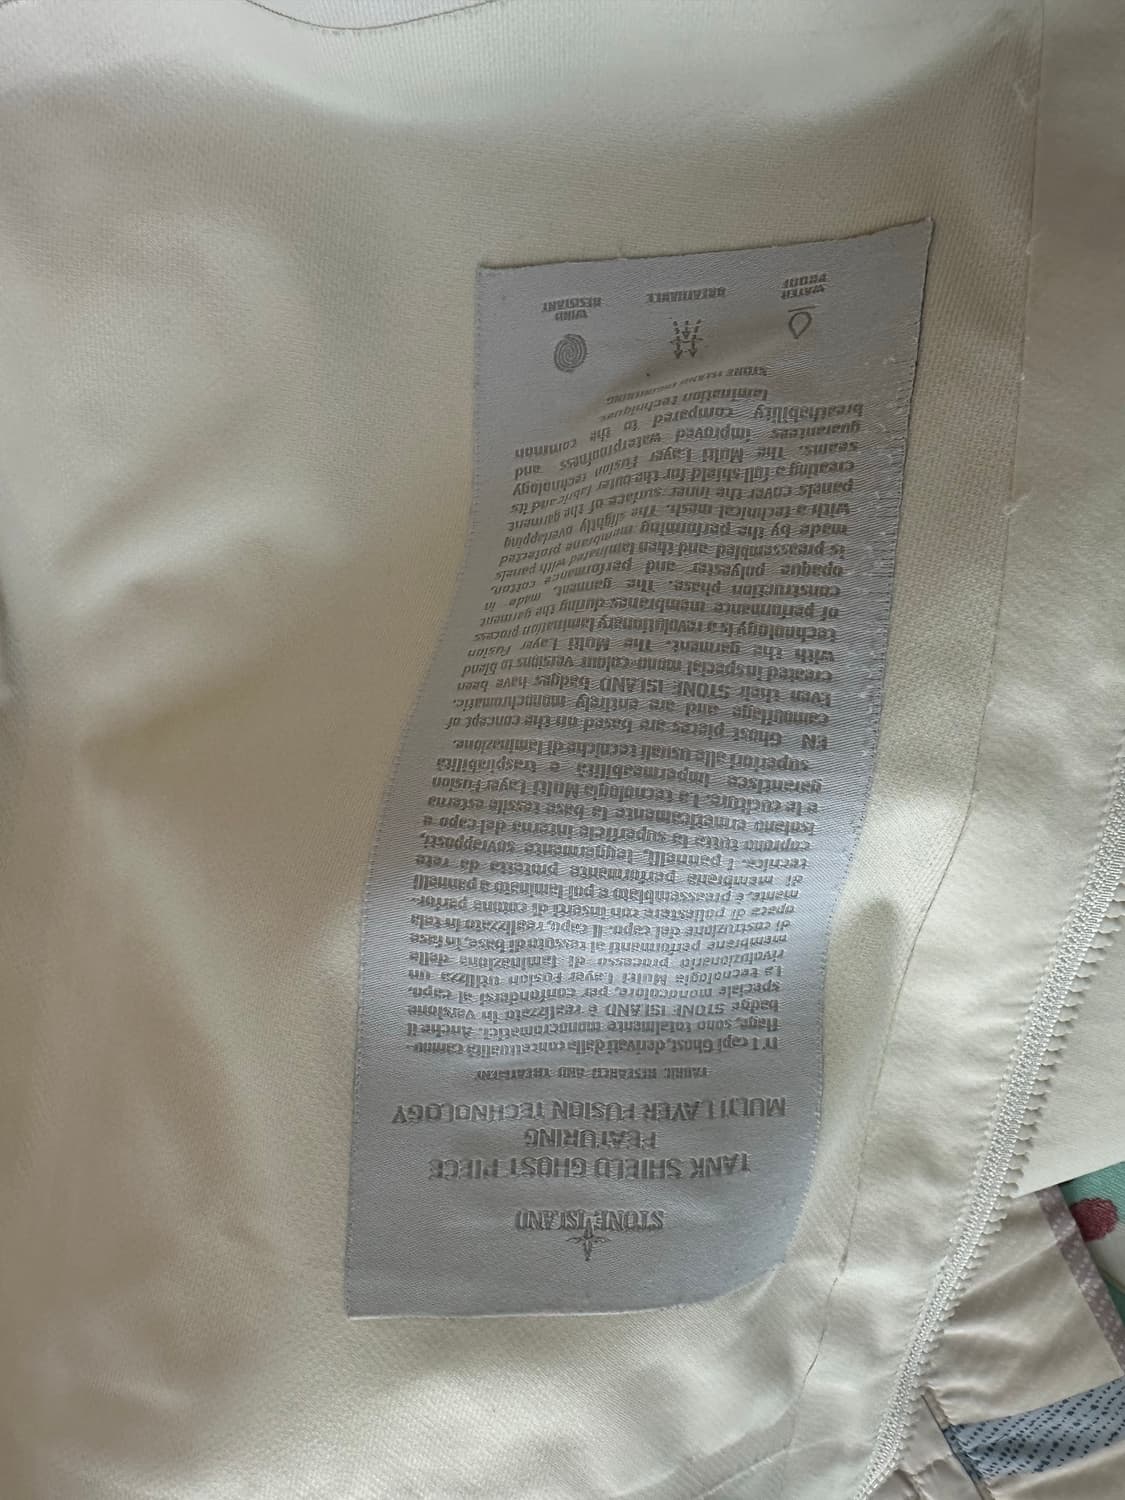 STONE ISLAND
TANK SHIELD GHOST PIECE
FEATURING
MULTI LAYER FUSION TECHNOLOGY
FABRIC RESEARCH AND TREATMENT
IT I capi Ghost, derivati dalla concettualità camou-
flage, sono totalmente monocromatici. Anche il
badge STONE ISLAND è realizzato in versione
speciale monocolore, per confondersi al capo.
La tecnologia Multi Layer Fusion utilizza un
rivoluzionario processo di laminazione delle
membrane performanti al tessuto di base, in fase
di costruzione del capo. Il capo, realizzato in tela
opaca di poliestere con inserti di cotone perfor-
mante, è preassemblato e poi laminato a pannelli
di membrana performante protetta da rete
tecnica. I pannelli, leggermente sovrapposti,
coprono tutta la superficie interna del capo e
isolano ermeticamente la base tessile esterna
e le cuciture. La tecnologia Multi Layer Fusion
garantisce impermeabilità e traspirabilità
superiori alle usuali tecniche di laminazione.
EN Ghost pieces are based on the concept of
camouflage and are entirely monochromatic.
Even their STONE ISLAND badges have been
created in special mono-colour versions to blend
with the garment. The Multi Layer Fusion
technology is a revolutionary lamination process
of performance membranes during the garment
construction phase. The garment, made in
opaque polyester and performance cotton,
is preassembled and then laminated with panels
made by the performing membrane protected
with a technical mesh. The slightly overlapping
panels cover the inner surface of the garment
creating a full shield for the outer fabric and its
seams. The Multi Layer Fusion technology
guarantees improved waterproofness and
breathability compared to the common
lamination techniques.
STONE ISLAND
WATER
PROOF
BREATHABLE
WIND
RESISTANT